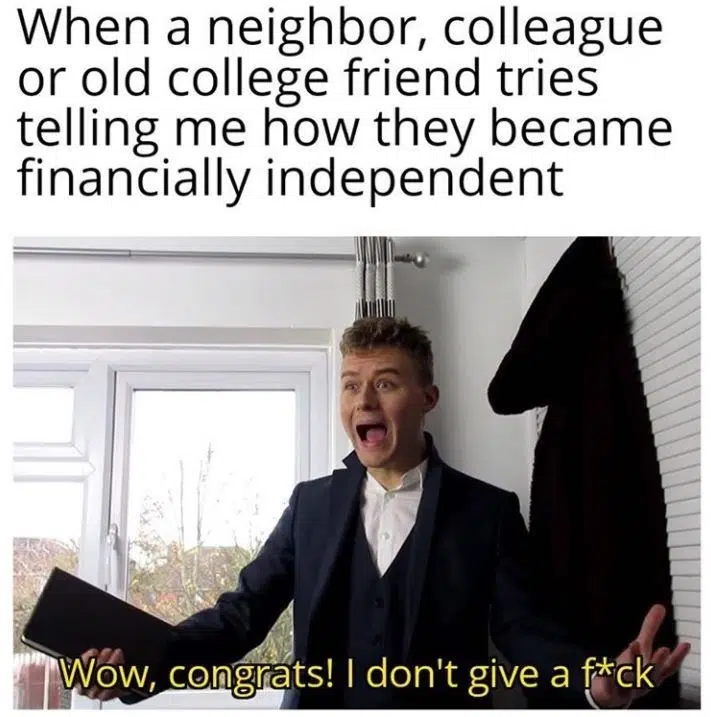 When a neighbor, colleague
or old college friend tries
telling me how they became
financially independent
Wow, congrats! I don't give a f*ck